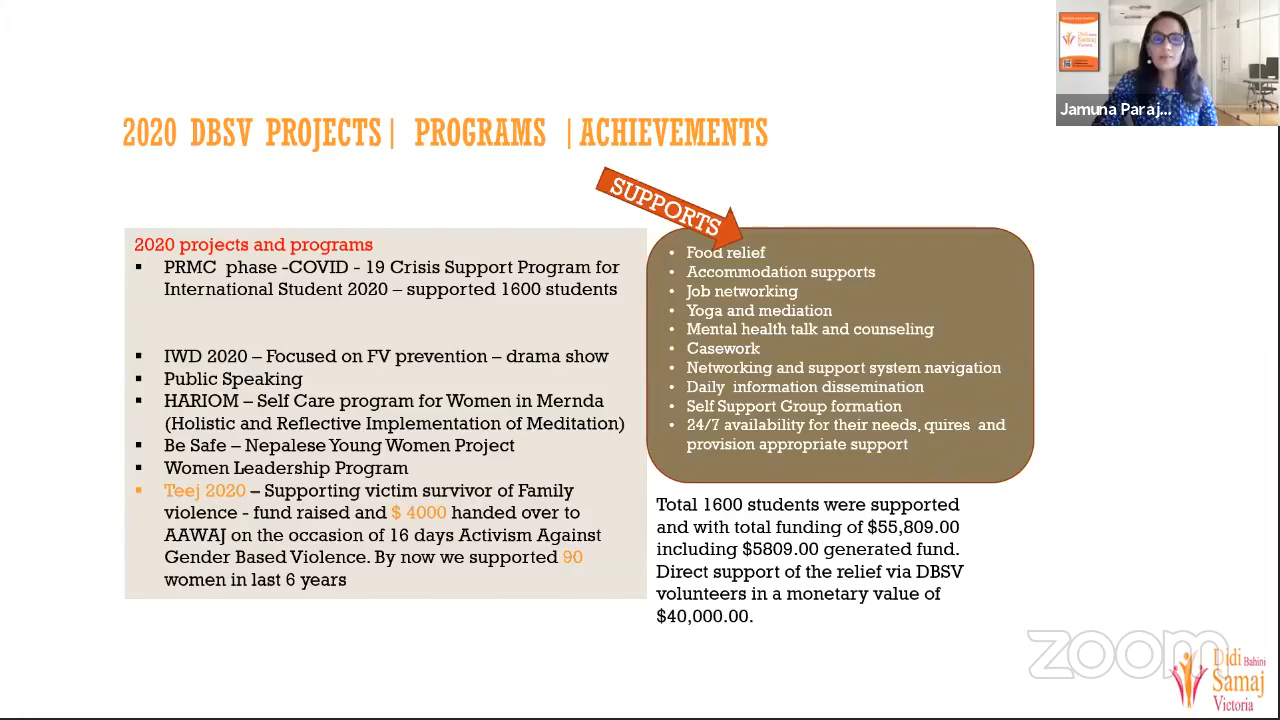 2020 DBSV PROJECTS| PROGRAMS |ACHIEVEMENTS
SUPPORTS
2020 projects and programs
▪ PRMC phase -COVID - 19 Crisis Support Program for
International Student 2020 – supported 1600 students
▪ IWD 2020 – Focused on FV prevention – drama show
▪ Public Speaking
▪ HARIOM – Self Care program for Women in Mernda
(Holistic and Reflective Implementation of Meditation)
▪ Be Safe – Nepalese Young Women Project
▪ Women Leadership Program
▪ Teej 2020 – Supporting victim survivor of Family
violence - fund raised and $ 4000 handed over to
AAWAJ on the occasion of 16 days Activism Against
Gender Based Violence. By now we supported 90
women in last 6 years
• Food relief
• Accommodation supports
• Job networking
• Yoga and mediation
• Mental health talk and counseling
• Casework
• Networking and support system navigation
• Daily information dissemination
• Self Support Group formation
• 24/7 availability for their needs, quires and
provision appropriate support
Total 1600 students were supported
and with total funding of $55,809.00
including $5809.00 generated fund.
Direct support of the relief via DBSV
volunteers in a monetary value of
$40,000.00.
Jamuna Paraj...
Didi
Samaj
Victoria
zoom
Didi Bahini
Samaj
Victoria